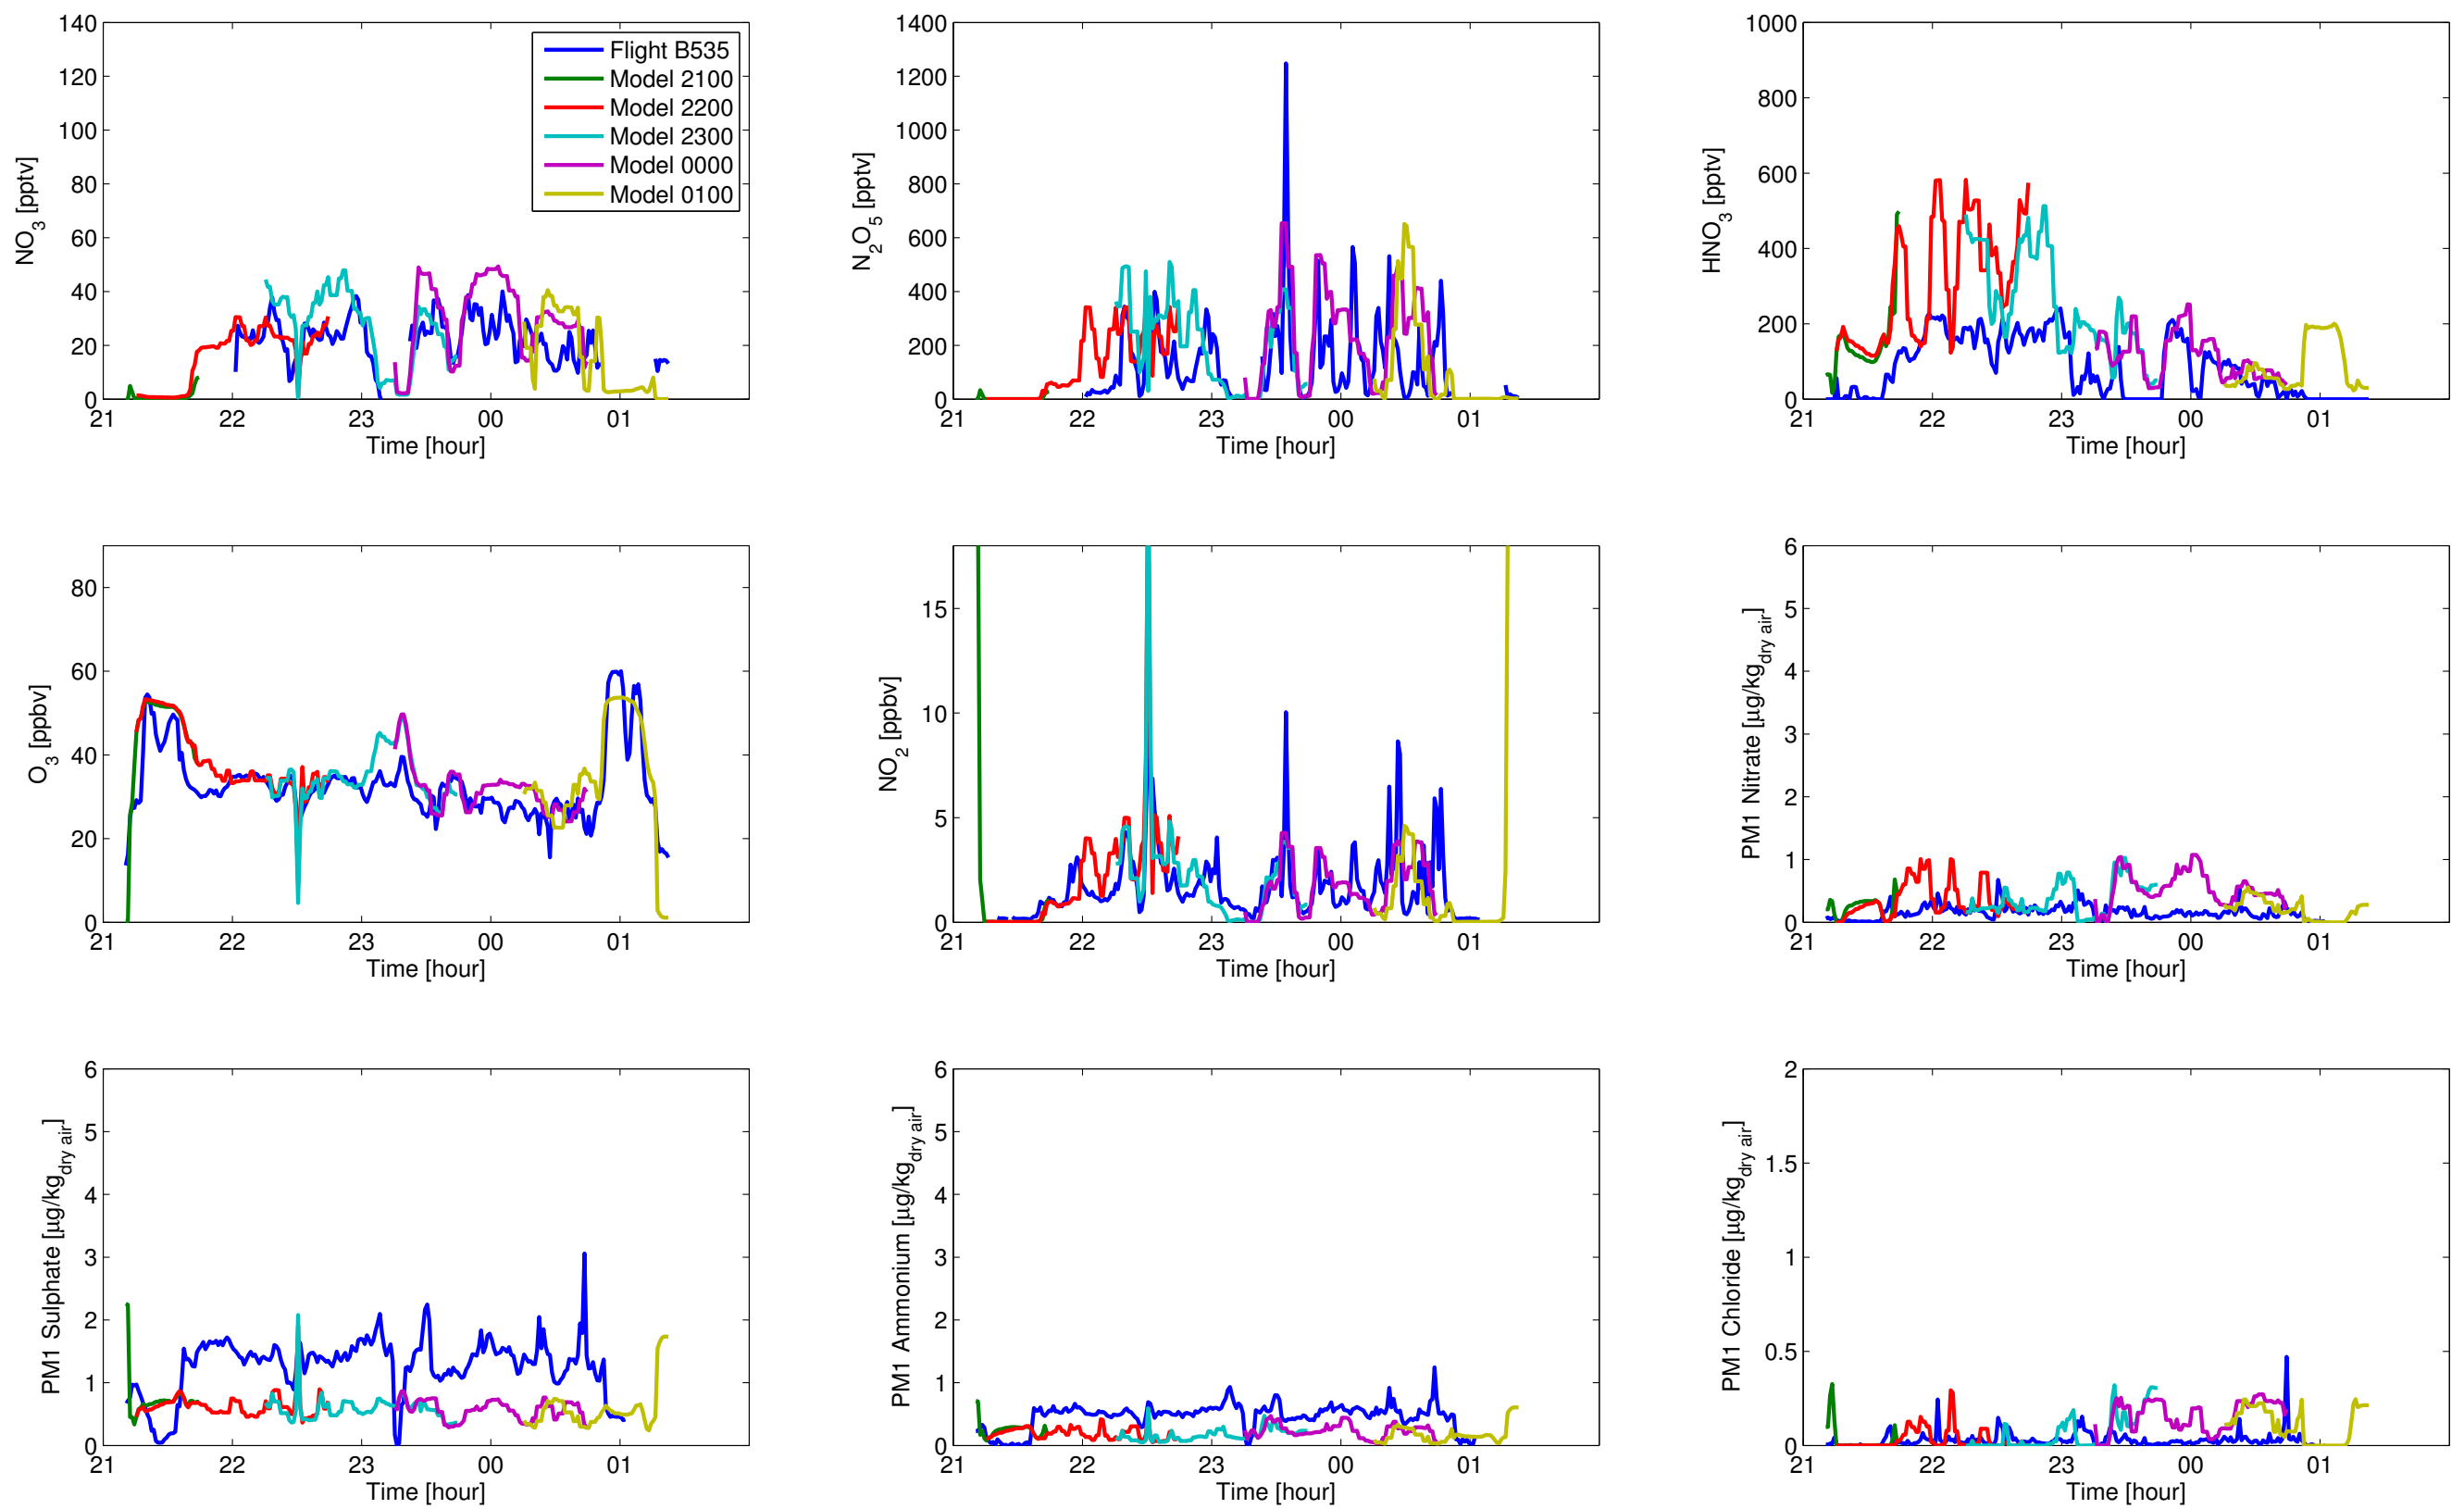 NO3 [pptv]
140
120
100
80
60
40
20
0
21 22 23 00 01
Time [hour]
Flight B535
Model 2100
Model 2200
Model 2300
Model 0000
Model 0100
N2O5 [pptv]
1400
1200
1000
800
600
400
200
0
21 22 23 00 01
Time [hour]
HNO3 [pptv]
1000
800
600
400
200
0
21 22 23 00 01
Time [hour]
O3 [ppbv]
80
60
40
20
0
21 22 23 00 01
Time [hour]
NO2 [ppbv]
15
10
5
0
21 22 23 00 01
Time [hour]
PM1 Nitrate [μg/kgdry air]
6
5
4
3
2
1
0
21 22 23 00 01
Time [hour]
PM1 Sulphate [μg/kgdry air]
6
5
4
3
2
1
0
21 22 23 00 01
Time [hour]
PM1 Ammonium [μg/kgdry air]
6
5
4
3
2
1
0
21 22 23 00 01
Time [hour]
PM1 Chloride [μg/kgdry air]
2
1.5
1
0.5
0
21 22 23 00 01
Time [hour]